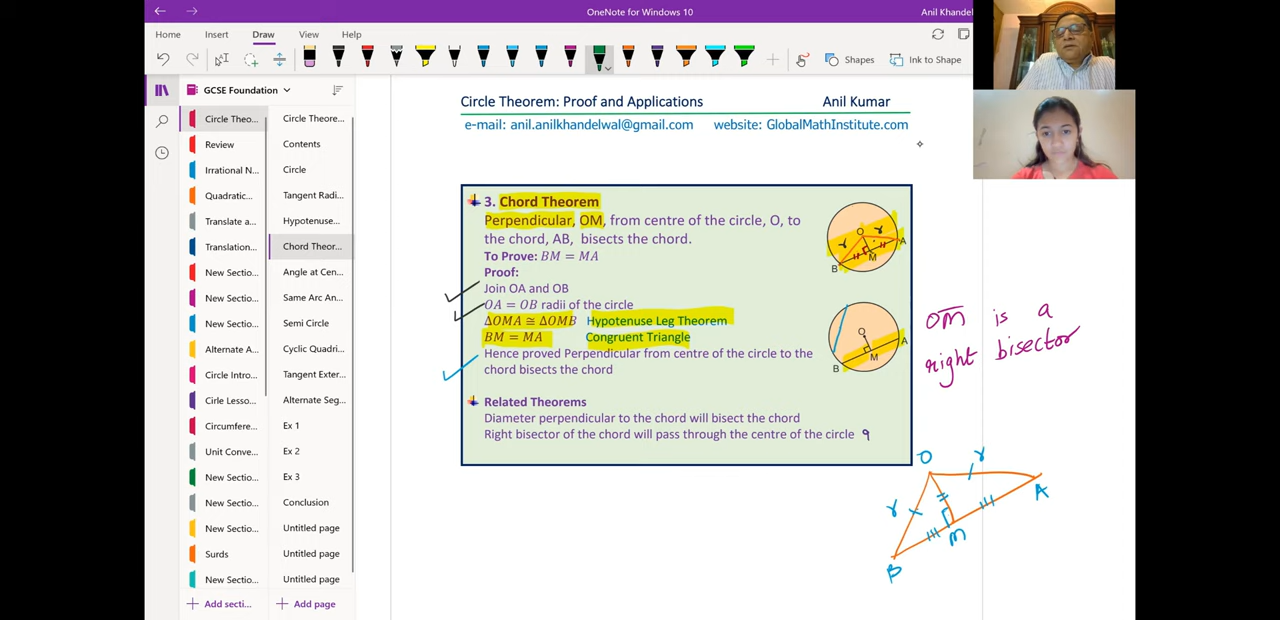 OneNote for Windows 10
Anil Khandel
Home Insert Draw View Help
Shapes Ink to Shape
GCSE Foundation
Circle Theo...
Review
Irrational N...
Quadratic...
Translate a...
Translation...
New Sectio...
New Sectio...
New Sectio...
Alternate A...
Circle Intro...
Cirle Lesso...
Circumfere...
Unit Conve...
New Sectio...
New Sectio...
Surds
New Sectio...
Add secti...
Circle Theore...
Contents
Circle
Tangent Radi...
Hypotenuse...
Chord Theor...
Angle at Cen...
Same Arc An...
Semi Circle
Cyclic Quadri...
Tangent Exter...
Alternate Seg...
Ex 1
Ex 2
Ex 3
Conclusion
Untitled page
Untitled page
Untitled page
Add page
Circle Theorem: Proof and Applications Anil Kumar
e-mail: anil.anilkhandelwal@gmail.com website: GlobalMathInstitute.com
3. Chord Theorem
Perpendicular, OM, from centre of the circle, O, to
the chord, AB, bisects the chord.
To Prove: BM = MA
Proof:
Join OA and OB
OA = OB radii of the circle
ΔOMA ≅ ΔOMB Hypotenuse Leg Theorem
BM = MA Congruent Triangle
Hence proved Perpendicular from centre of the circle to the
chord bisects the chord
Related Theorems
Diameter perpendicular to the chord will bisect the chord
Right bisector of the chord will pass through the centre of the circle 9
O
r
r
A
M
B
O
A
M
B
OM is a
right bisector
O
r
r
A
M
B